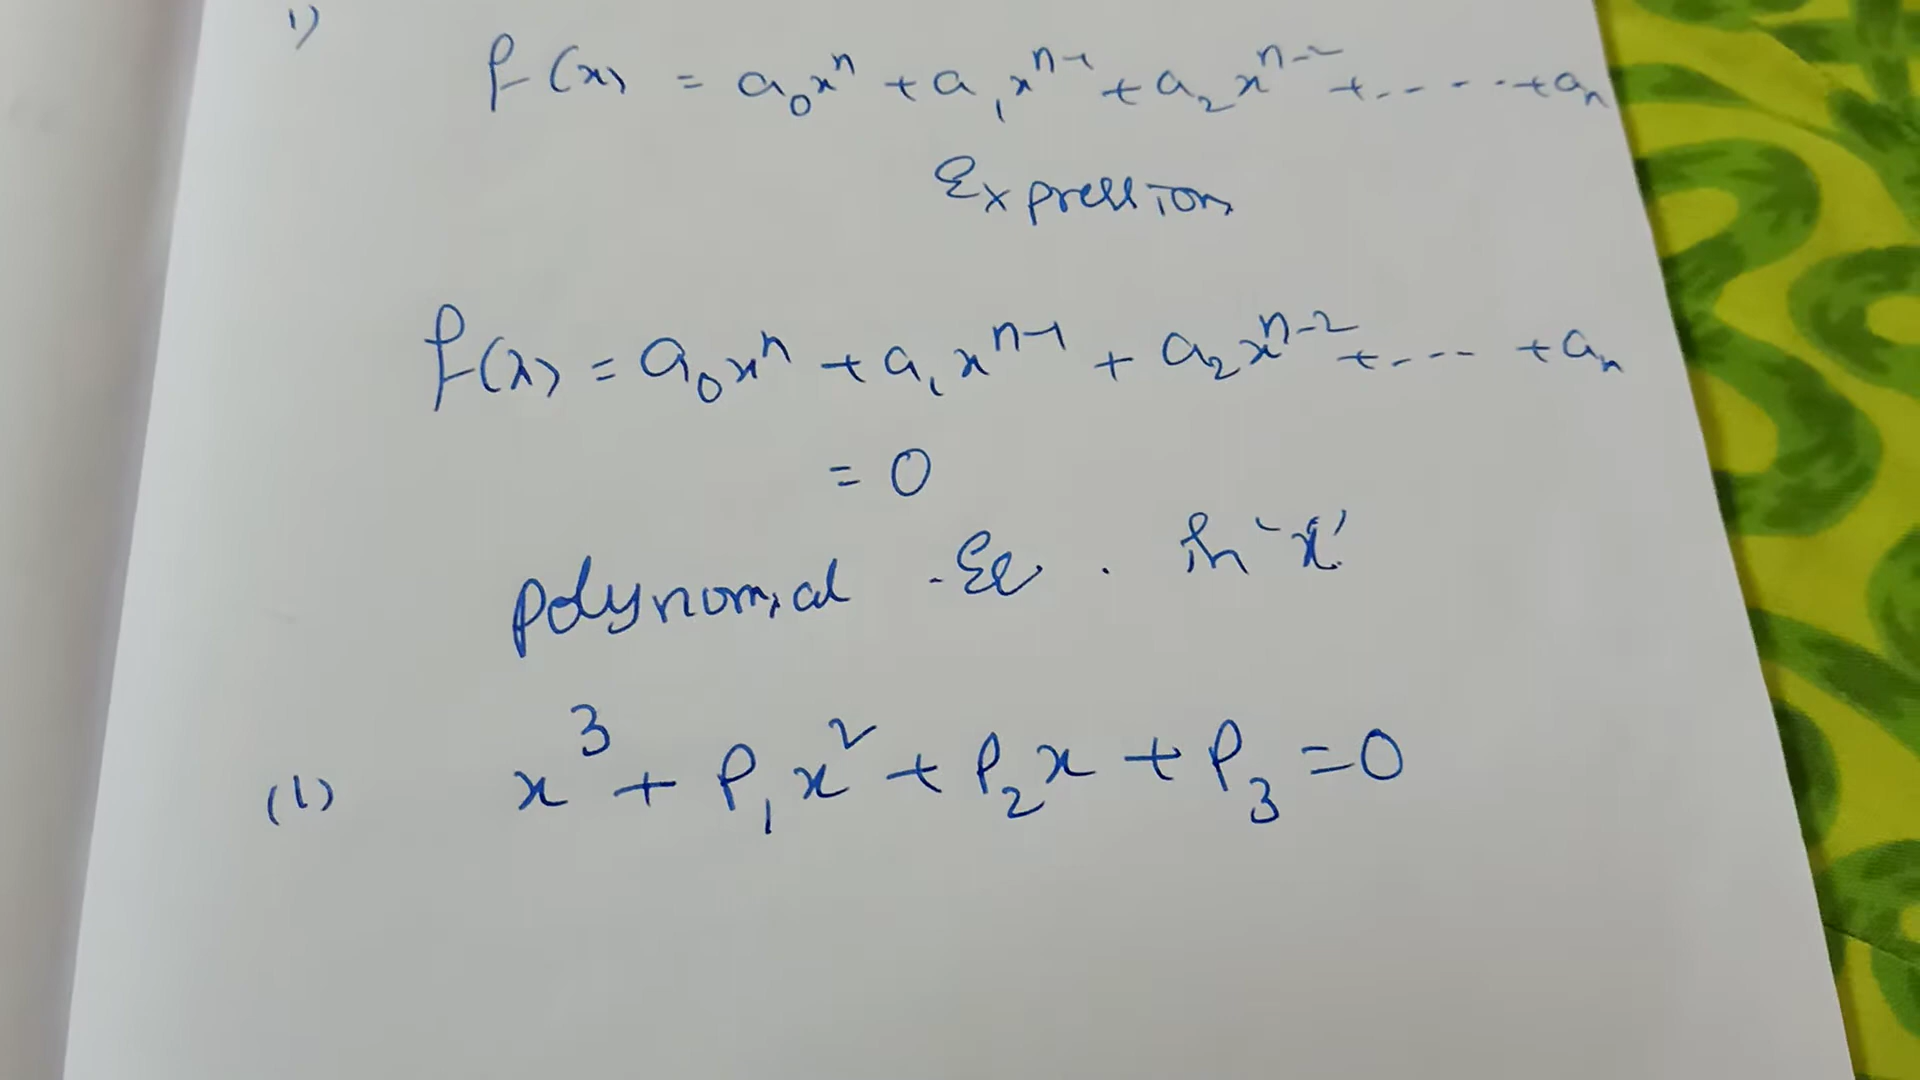 1)
f(x) = a₀xⁿ + a₁xⁿ⁻¹ + a₂xⁿ⁻² + ..... + aₙ
Expression
f(x) = a₀xⁿ + a₁xⁿ⁻¹ + a₂xⁿ⁻² + .... + aₙ
= 0
polynomial Eq. in 'x'
(1) x³ + P₁x² + P₂x + P₃ = 0